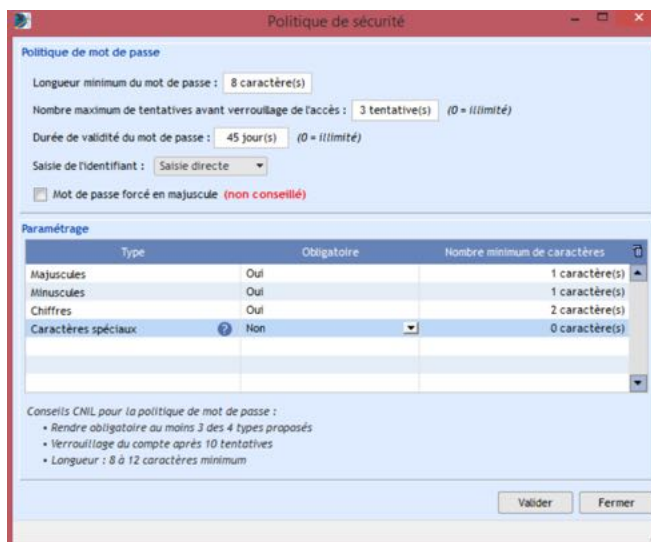 Politique de sécurité
Politique de mot de passe
Longueur minimum du mot de passe : 8 caractère(s)
Nombre maximum de tentatives avant verrouillage de l'accès : 3 tentative(s) (0 = illimité)
Durée de validité du mot de passe : 45 jour(s) (0 = illimité)
Saisie de l'identifiant : Saisie directe
Mot de passe forcé en majuscule (non conseillé)
Paramétrage
Type Obligatoire Nombre minimum de caractères
Majuscules Oui 1 caractère(s)
Minuscules Oui 1 caractère(s)
Chiffres Oui 2 caractère(s)
Caractères spéciaux ? Non 0 caractère(s)
Conseils CNIL pour la politique de mot de passe :
• Rendre obligatoire au moins 3 des 4 types proposés
• Verrouillage du compte après 10 tentatives
• Longueur : 8 à 12 caractères minimum
Valider Fermer